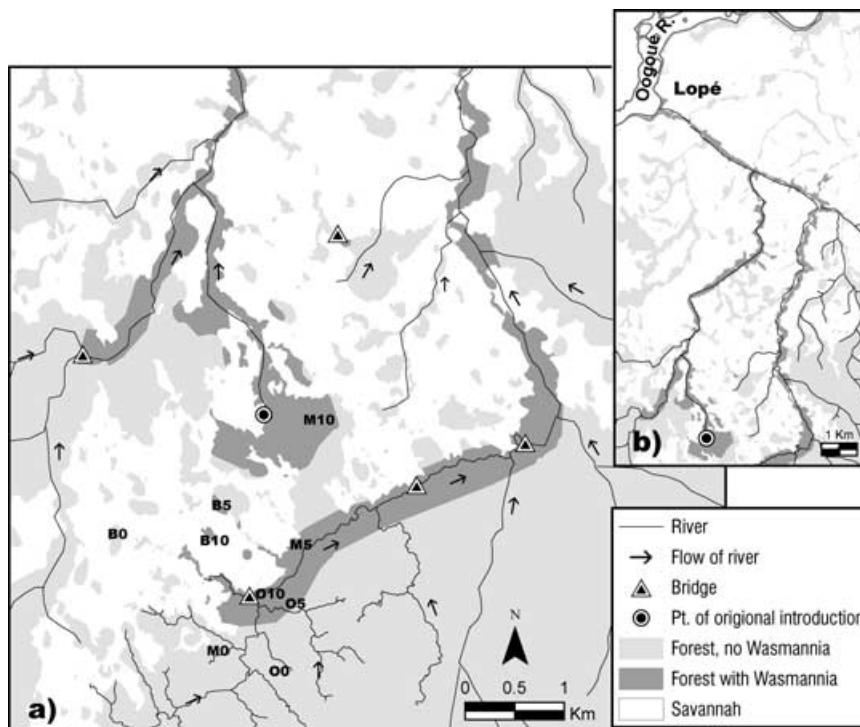 Oogoué R.
Lopé
b)
1 Km
M10
B5
B0
B10
M5
O10
O5
M0
O0
N
a)
0 0.5 1
Km
River
Flow of river
Bridge
Pt. of origional introduction
Forest, no Wasmannia
Forest with Wasmannia
Savannah